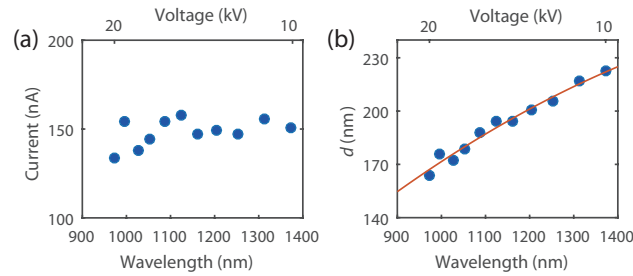 Voltage (kV)
20 10
(a)
200
150
100
Current (nA)
900 1000 1100 1200 1300 1400
Wavelength (nm)
Voltage (kV)
20 10
(b)
230
200
170
140
d (nm)
900 1000 1100 1200 1300 1400
Wavelength (nm)